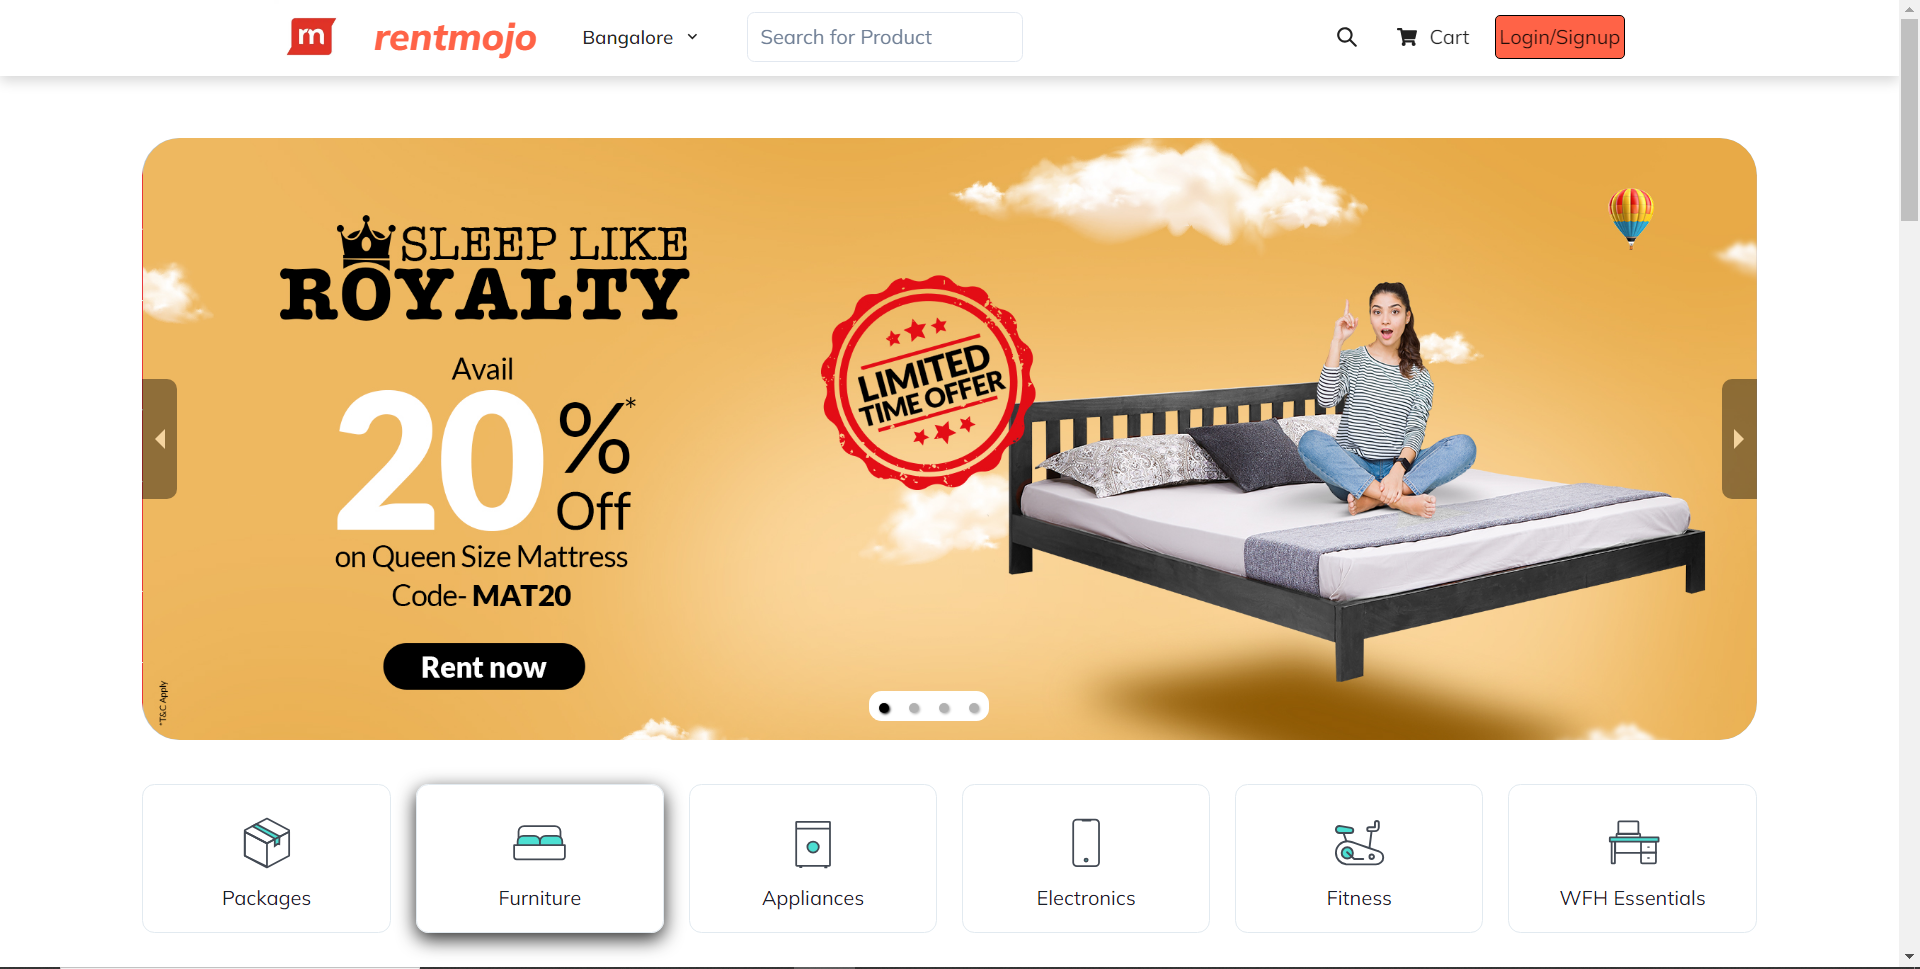 rn
rentmojo
Bangalore
Search for Product
Cart
Login/Signup
SLEEP LIKE
ROYALTY
Avail
20%*
Off
on Queen Size Mattress
Code- MAT20
Rent now
*T&C Apply
LIMITED
TIME OFFER
Packages
Furniture
Appliances
Electronics
Fitness
WFH Essentials